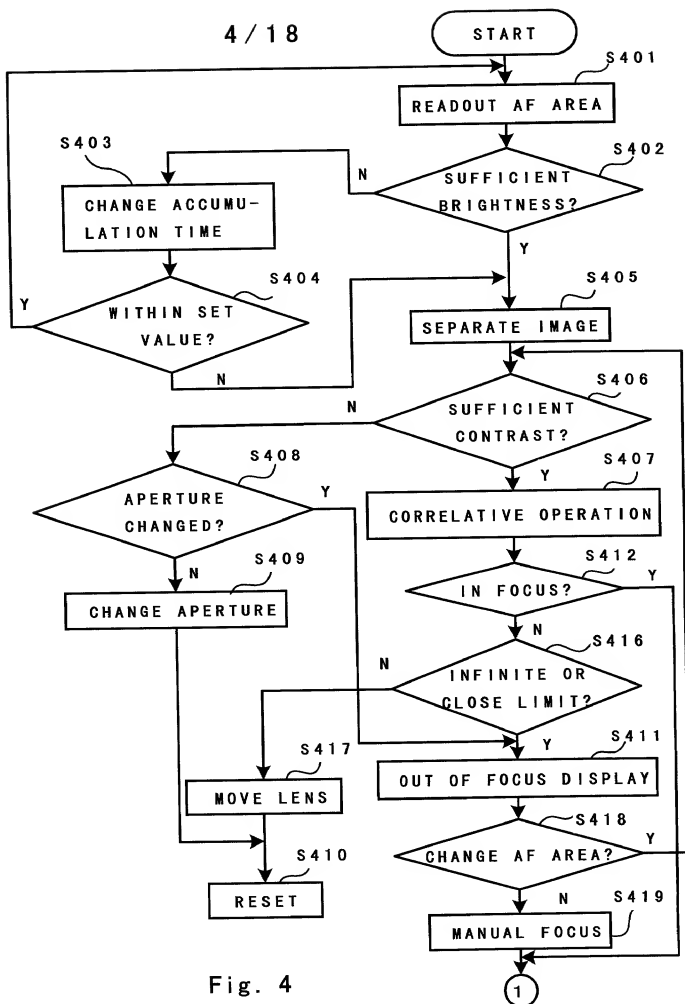 4/18
START
S401
READOUT AF AREA
S402
SUFFICIENT
BRIGHTNESS?
N
Y
S403
CHANGE ACCUMU-
LATION TIME
S404
WITHIN SET
VALUE?
Y
N
S405
SEPARATE IMAGE
S406
SUFFICIENT
CONTRAST?
N
Y
S407
CORRELATIVE OPERATION
S408
APERTURE
CHANGED?
Y
N
S409
CHANGE APERTURE
S412
IN FOCUS?
Y
N
S416
INFINITE OR
CLOSE LIMIT?
N
Y
S411
OUT OF FOCUS DISPLAY
S417
MOVE LENS
S418
CHANGE AF AREA?
Y
N
S410
RESET
S419
MANUAL FOCUS
1
Fig. 4